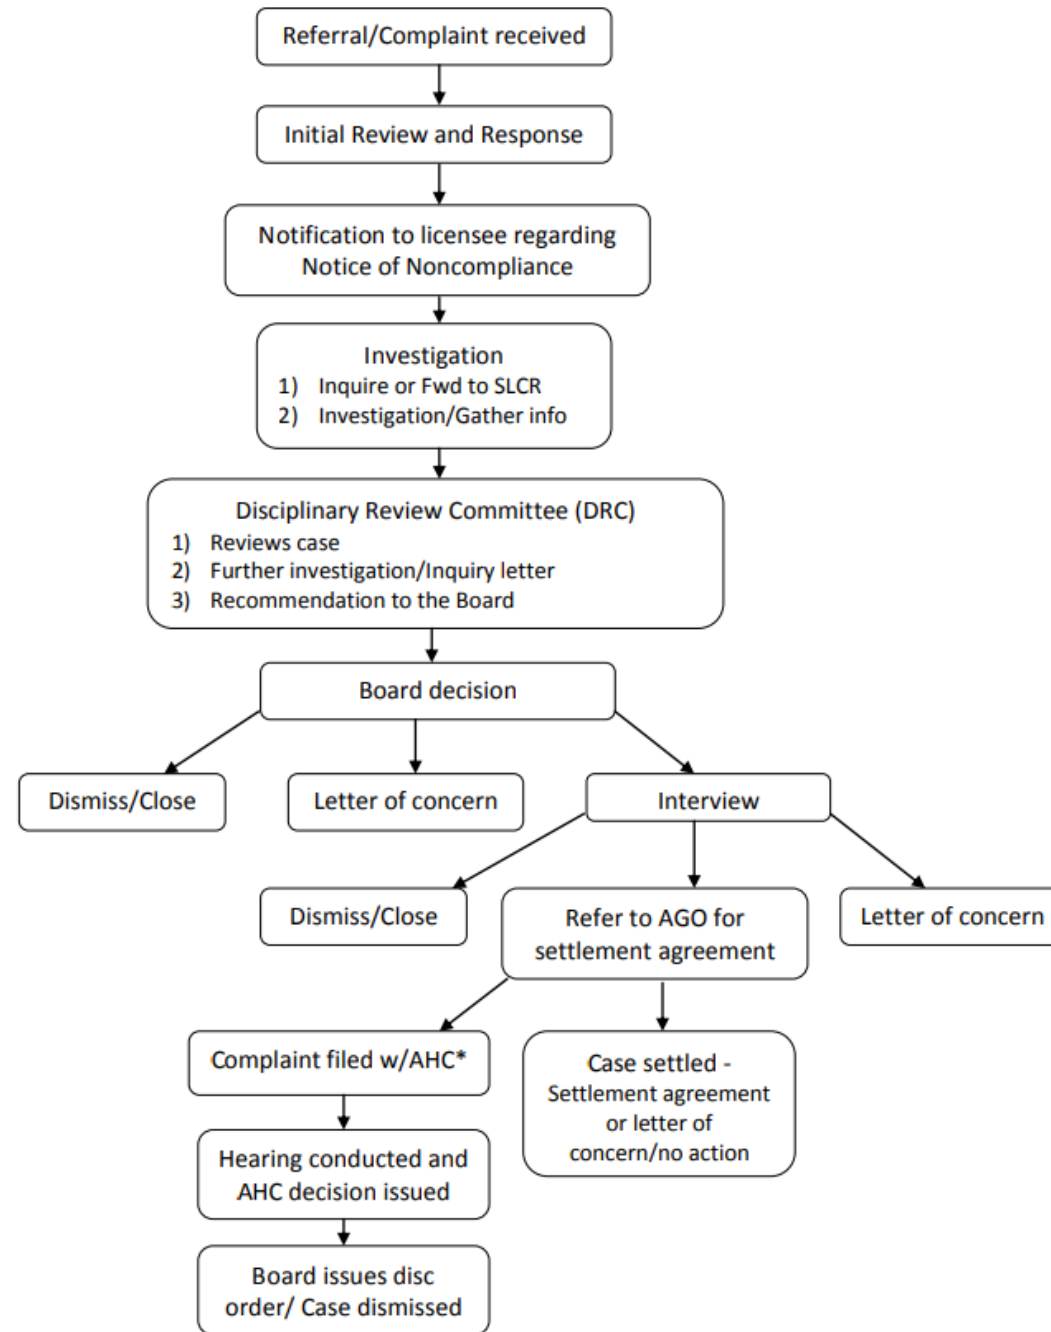 Referral/Complaint received
Initial Review and Response
Notification to licensee regarding
Notice of Noncompliance
Investigation
1) Inquire or Fwd to SLCR
2) Investigation/Gather info
Disciplinary Review Committee (DRC)
1) Reviews case
2) Further investigation/Inquiry letter
3) Recommendation to the Board
Board decision
Dismiss/Close
Letter of concern
Interview
Dismiss/Close
Refer to AGO for
settlement agreement
Letter of concern
Complaint filed w/AHC*
Case settled -
Settlement agreement
or letter of
concern/no action
Hearing conducted and
AHC decision issued
Board issues disc
order/ Case dismissed